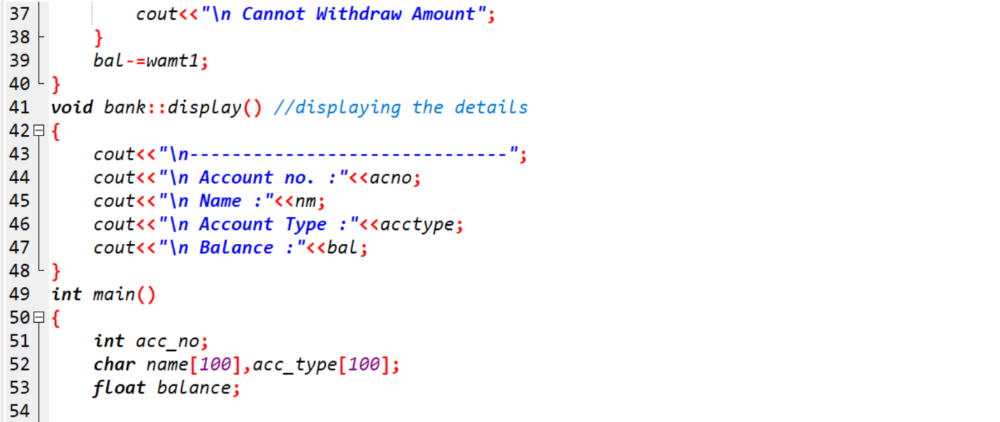 37 cout<<"\n Cannot Withdraw Amount";
38 }
39 bal-=wamt1;
40 }
41 void bank::display() //displaying the details
42 {
43 cout<<"\n------------------------------";
44 cout<<"\n Account no. :"<<acno;
45 cout<<"\n Name :"<<nm;
46 cout<<"\n Account Type :"<<acctype;
47 cout<<"\n Balance :"<<bal;
48 }
49 int main()
50 {
51 int acc_no;
52 char name[100],acc_type[100];
53 float balance;
54